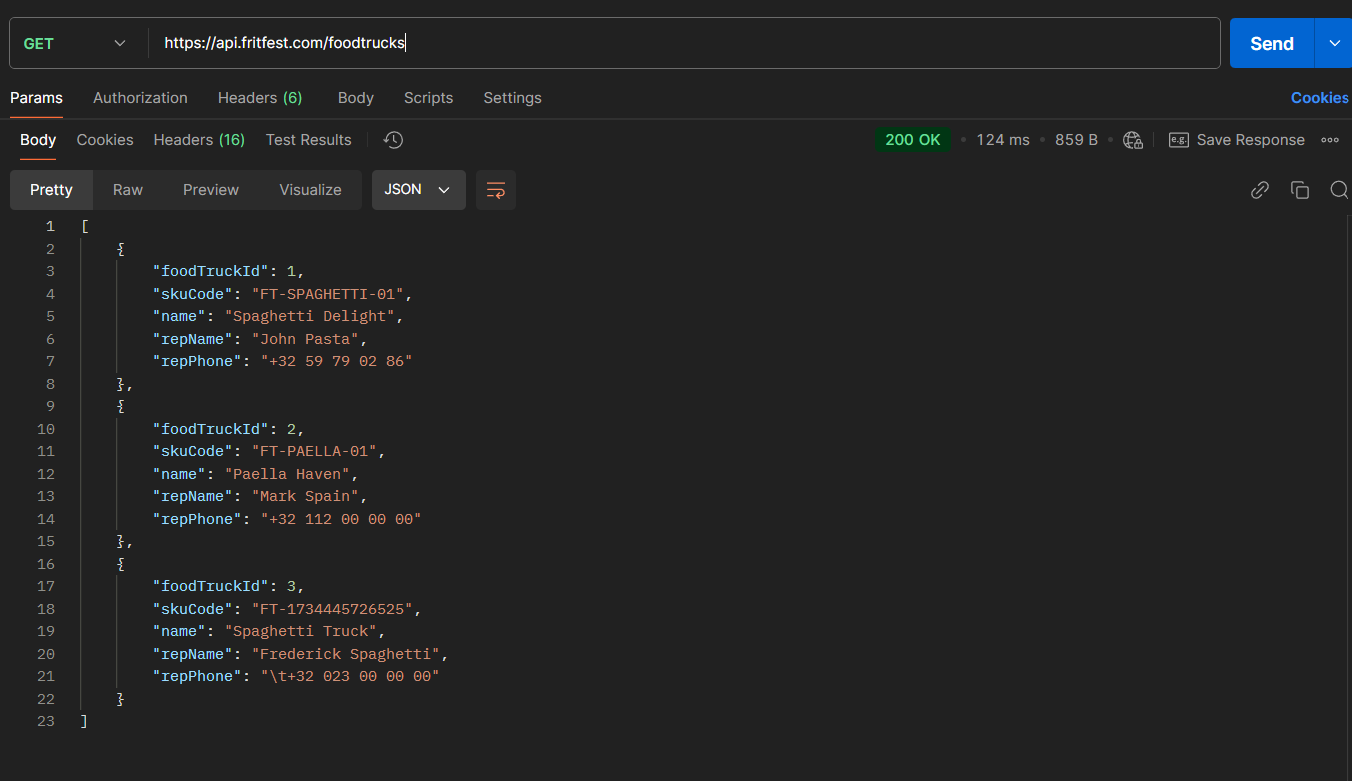 GET https://api.fritfest.com/foodtrucks Send
Params Authorization Headers (6) Body Scripts Settings Cookies
Body Cookies Headers (16) Test Results 200 OK • 124 ms • 859 B • e.g. Save Response
Pretty Raw Preview Visualize JSON
1 [
2 {
3 "foodTruckId": 1,
4 "skuCode": "FT-SPAGHETTI-01",
5 "name": "Spaghetti Delight",
6 "repName": "John Pasta",
7 "repPhone": "+32 59 79 02 86"
8 },
9 {
10 "foodTruckId": 2,
11 "skuCode": "FT-PAELLA-01",
12 "name": "Paella Haven",
13 "repName": "Mark Spain",
14 "repPhone": "+32 112 00 00 00"
15 },
16 {
17 "foodTruckId": 3,
18 "skuCode": "FT-1734445726525",
19 "name": "Spaghetti Truck",
20 "repName": "Frederick Spaghetti",
21 "repPhone": "\t+32 023 00 00 00"
22 }
23 ]